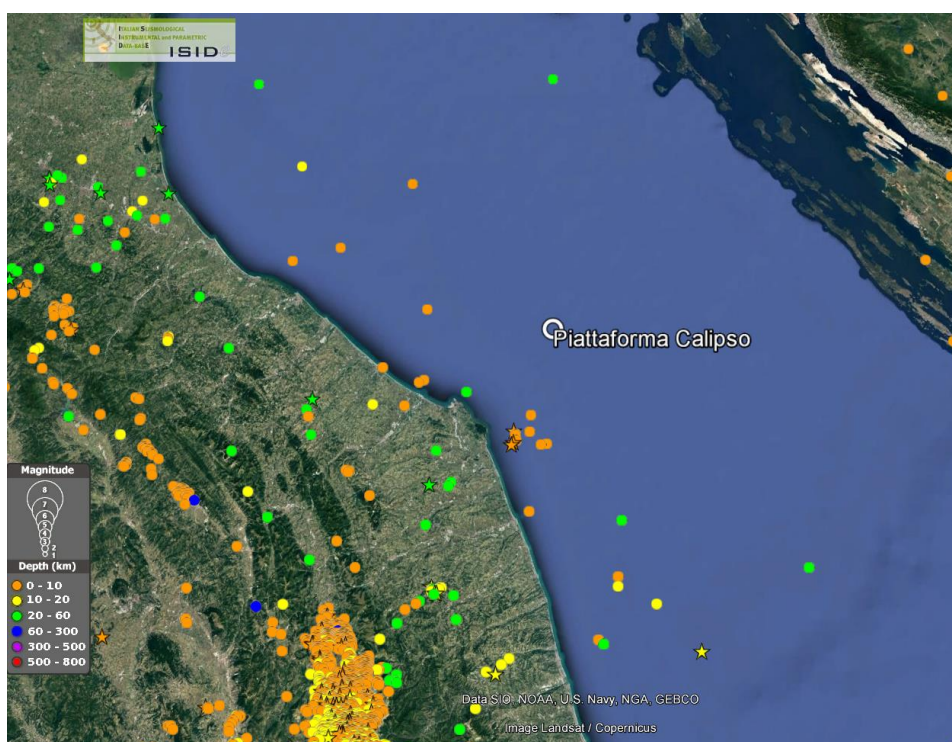 ITALIAN SEISMOLOGICAL
INSTRUMENTAL and PARAMETRIC
DATA-BASE ISIDe
Piattaforma Calipso
Magnitude
8
7
6
5
4
3
2
1
Depth (km)
0 - 10
10 - 20
20 - 60
60 - 300
300 - 500
500 - 800
Data SIO, NOAA, U.S. Navy, NGA, GEBCO
Image Landsat / Copernicus